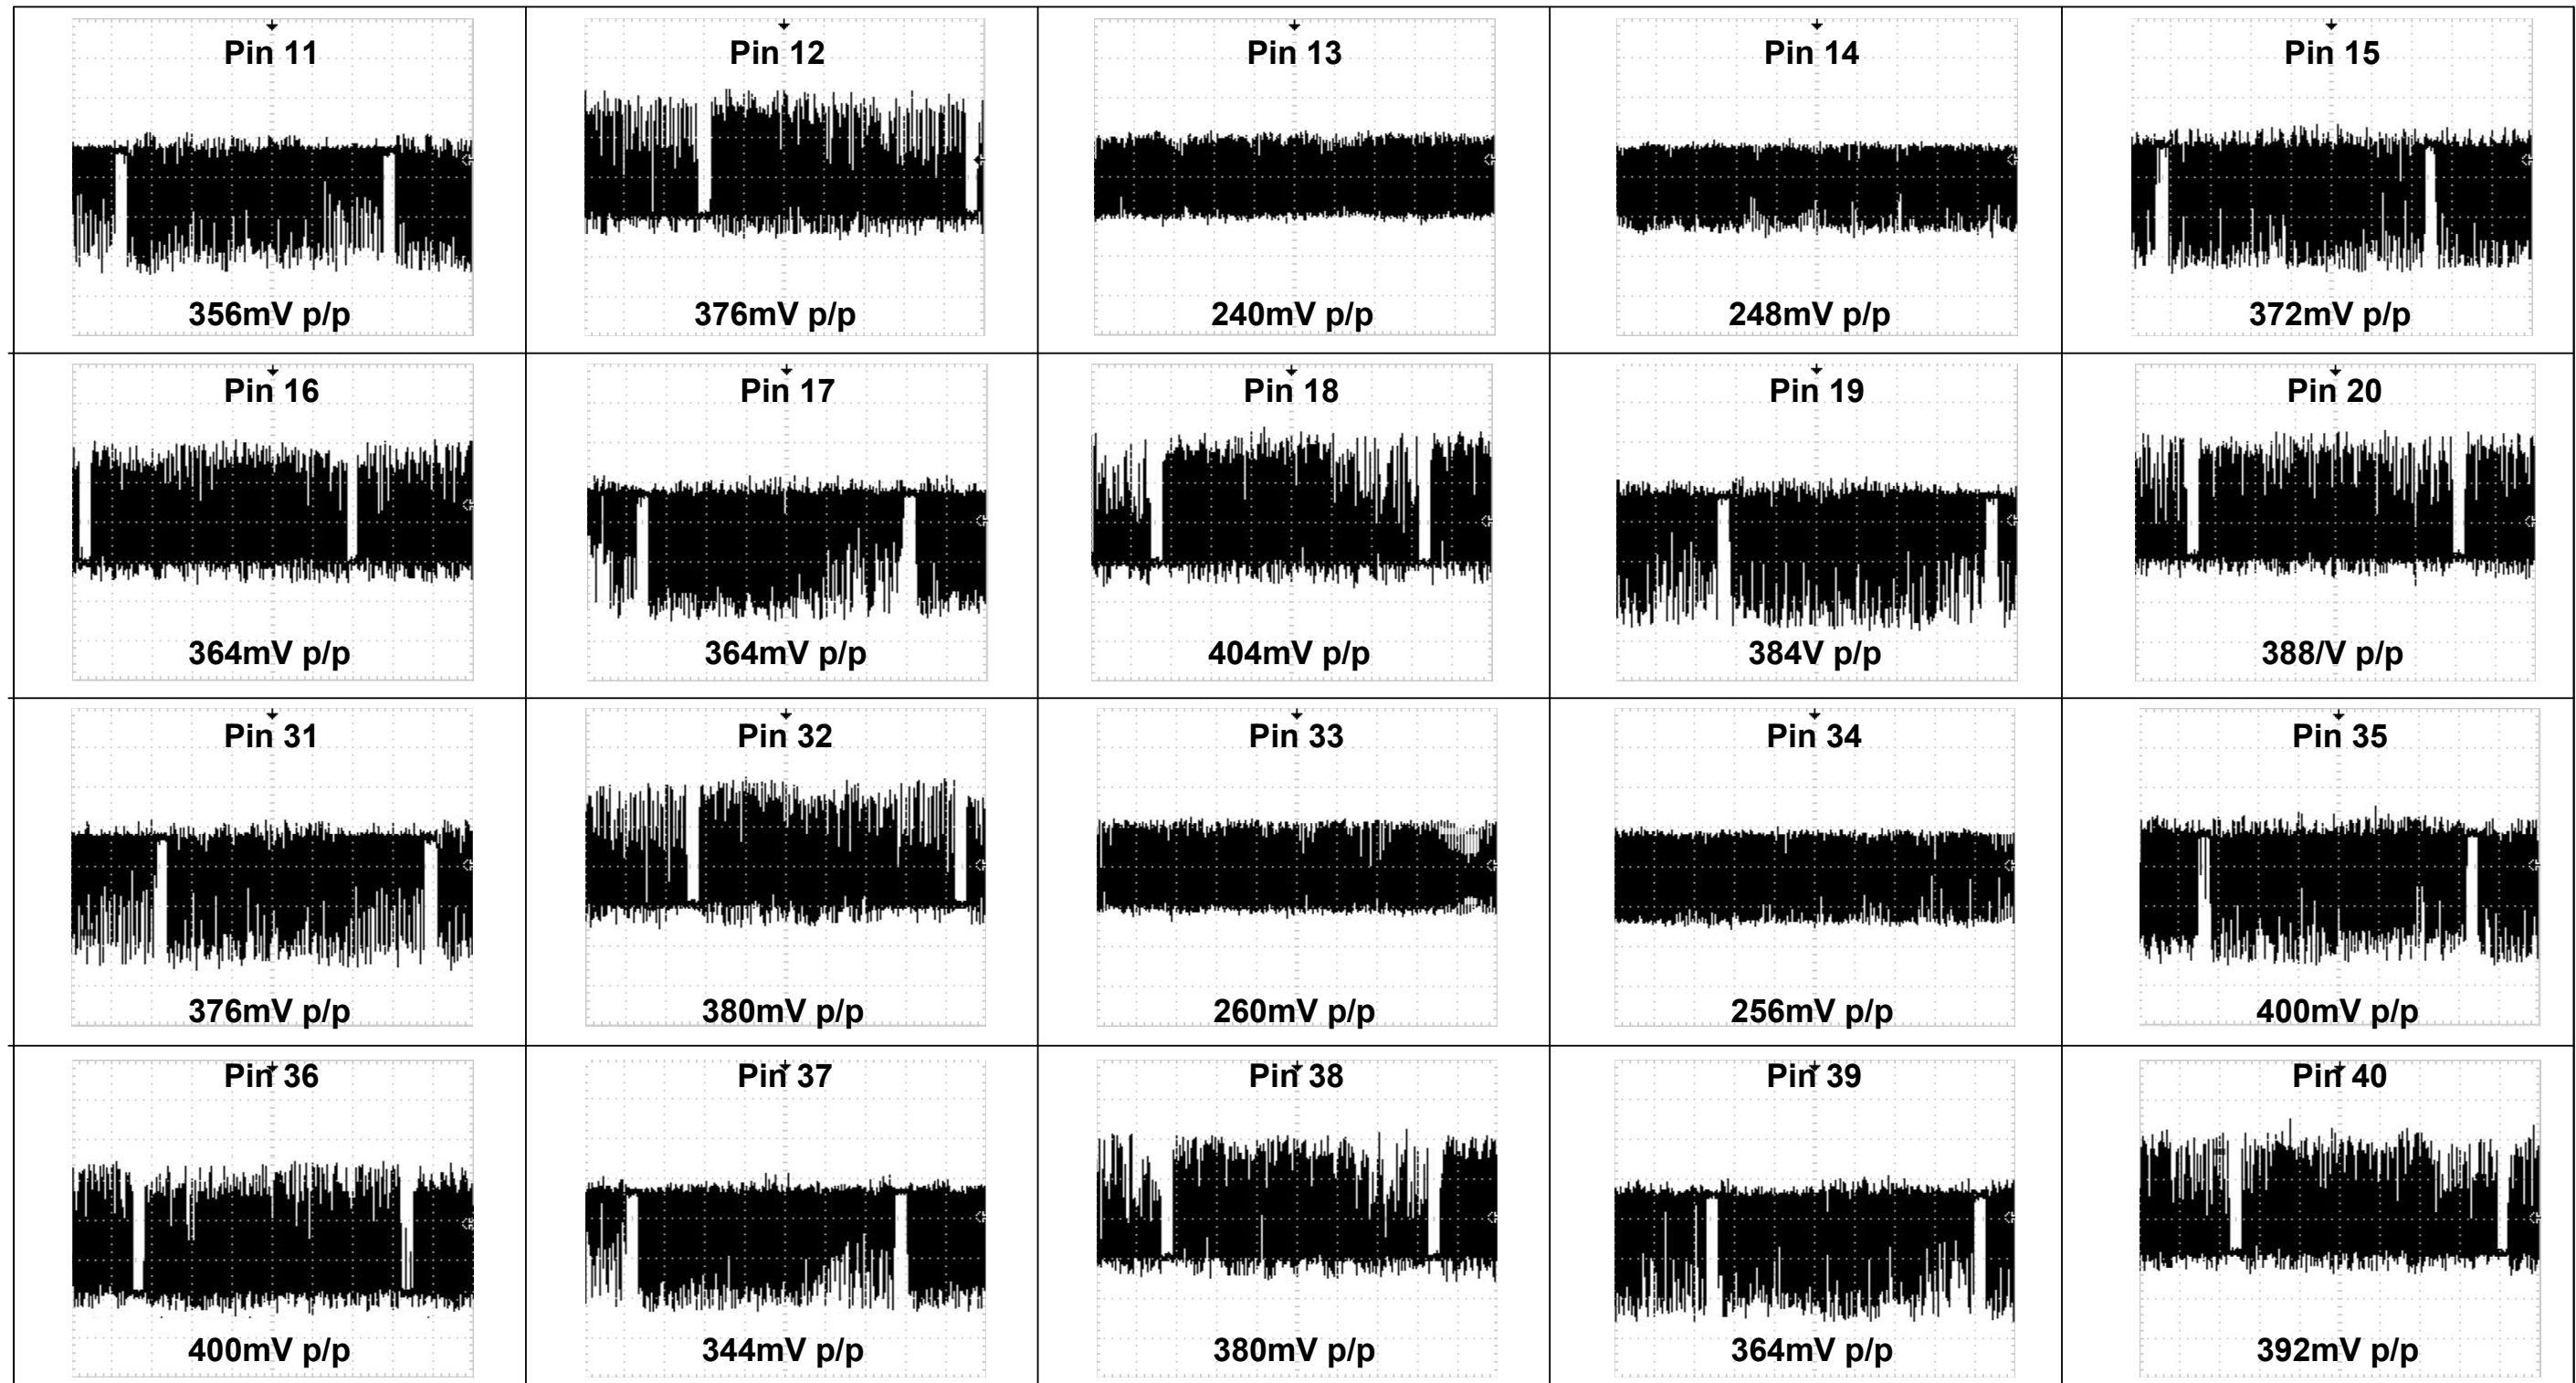 Pin 11
356mV p/p
Pin 12
376mV p/p
Pin 13
240mV p/p
Pin 14
248mV p/p
Pin 15
372mV p/p
Pin 16
364mV p/p
Pin 17
364mV p/p
Pin 18
404mV p/p
Pin 19
384V p/p
Pin 20
388/V p/p
Pin 31
376mV p/p
Pin 32
380mV p/p
Pin 33
260mV p/p
Pin 34
256mV p/p
Pin 35
400mV p/p
Pin 36
400mV p/p
Pin 37
344mV p/p
Pin 38
380mV p/p
Pin 39
364mV p/p
Pin 40
392mV p/p